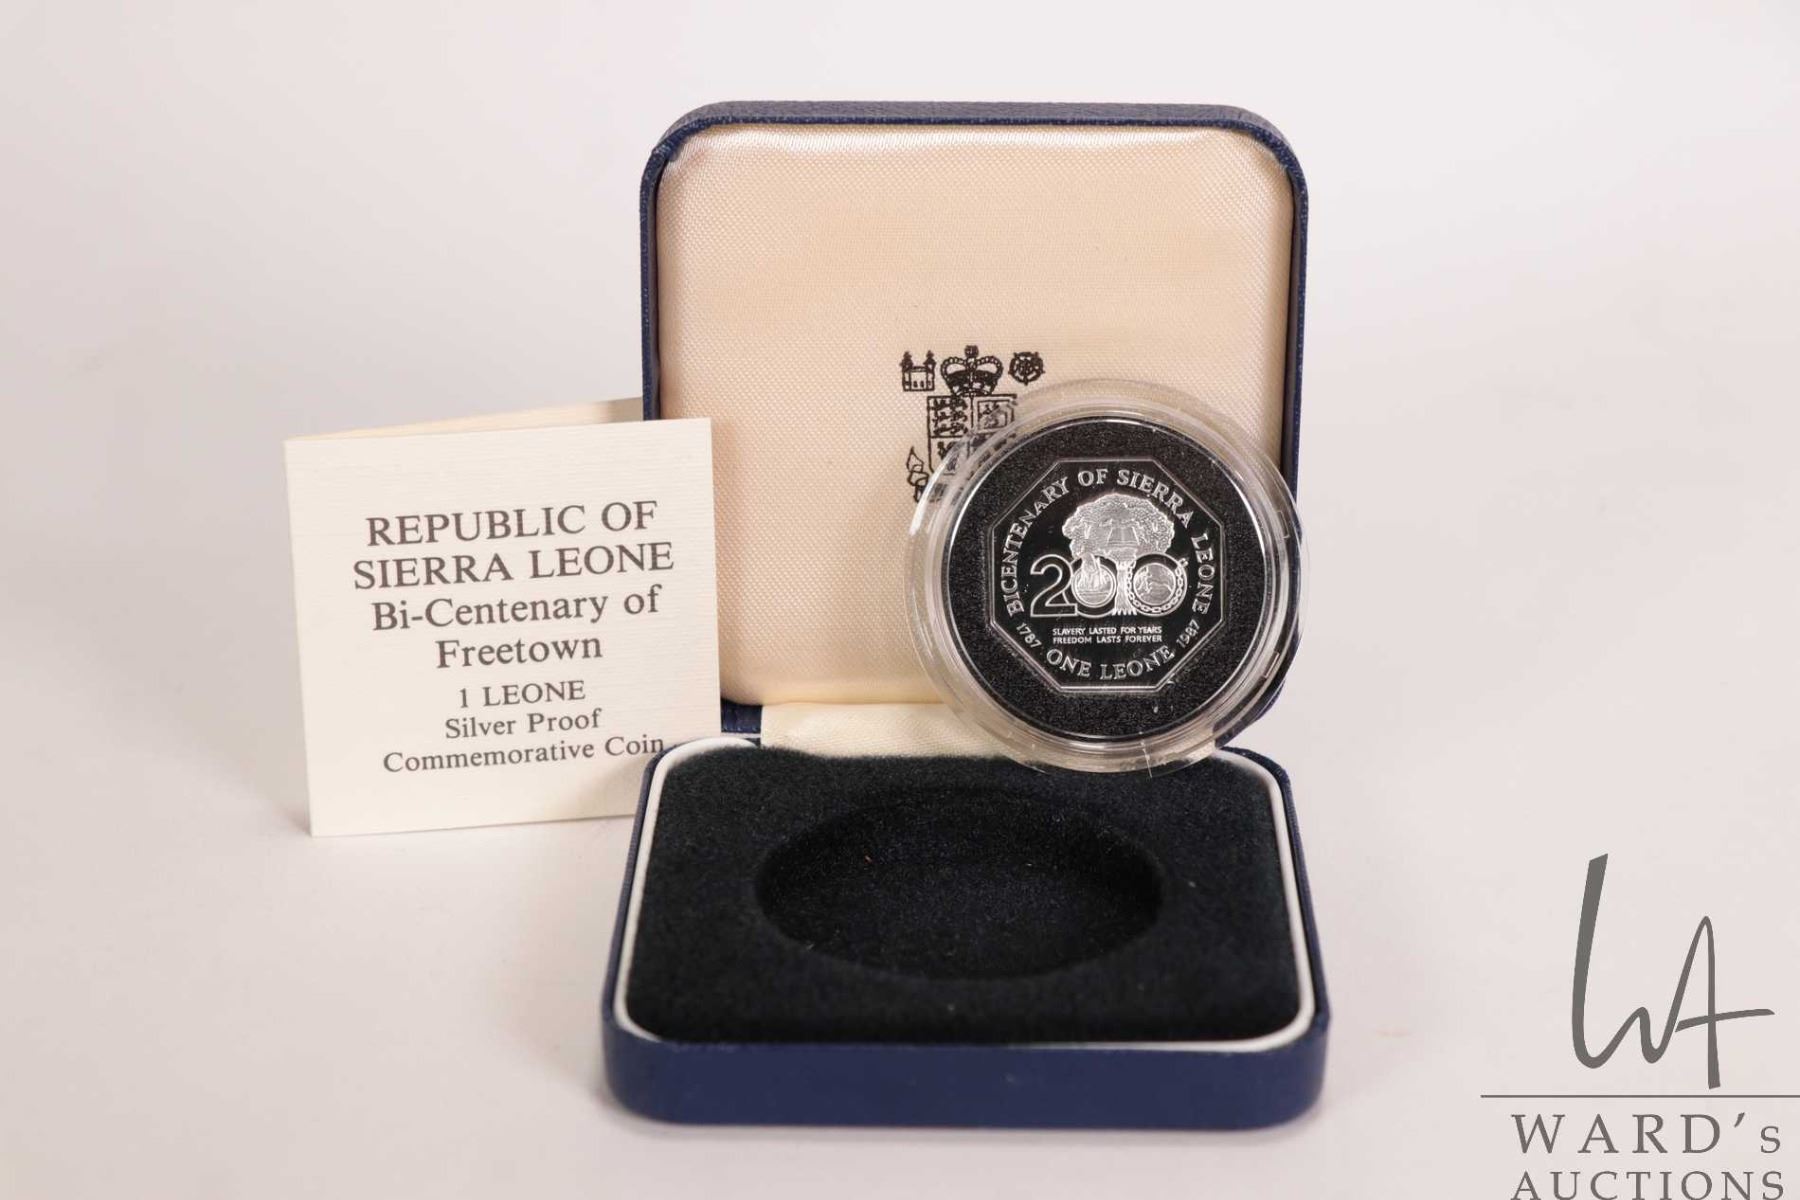 REPUBLIC OF
SIERRA LEONE
Bi-Centenary of
Freetown
1 LEONE
Silver Proof
Commemorative Coin
BICENTENARY OF SIERRA LEONE
200
SLAVERY LASTED FOR YEARS
FREEDOM LASTS FOREVER
1787 ONE LEONE 1987
WA
WARD's
AUCTIONS